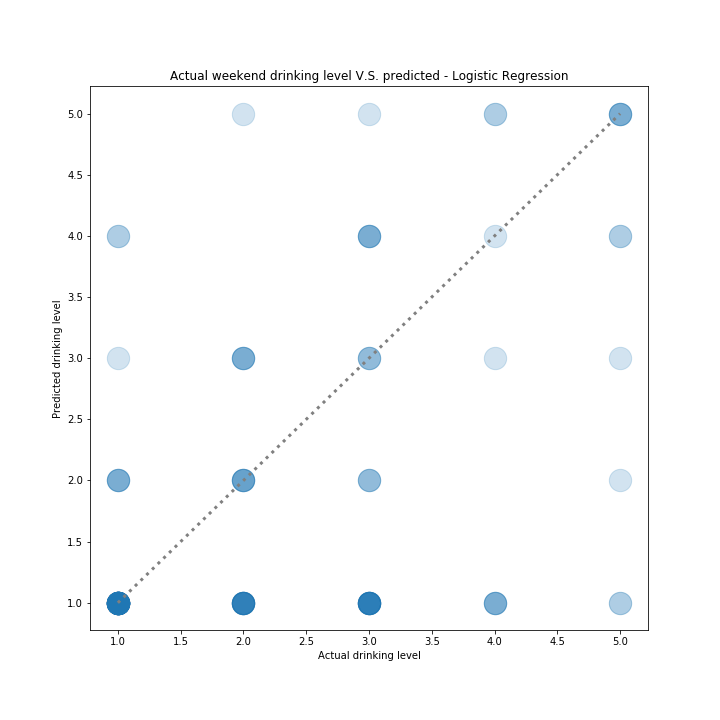 Actual weekend drinking level V.S. predicted - Logistic Regression
5.0
4.5
4.0
3.5
3.0
2.5
2.0
1.5
1.0
Predicted drinking level
1.0 1.5 2.0 2.5 3.0 3.5 4.0 4.5 5.0
Actual drinking level